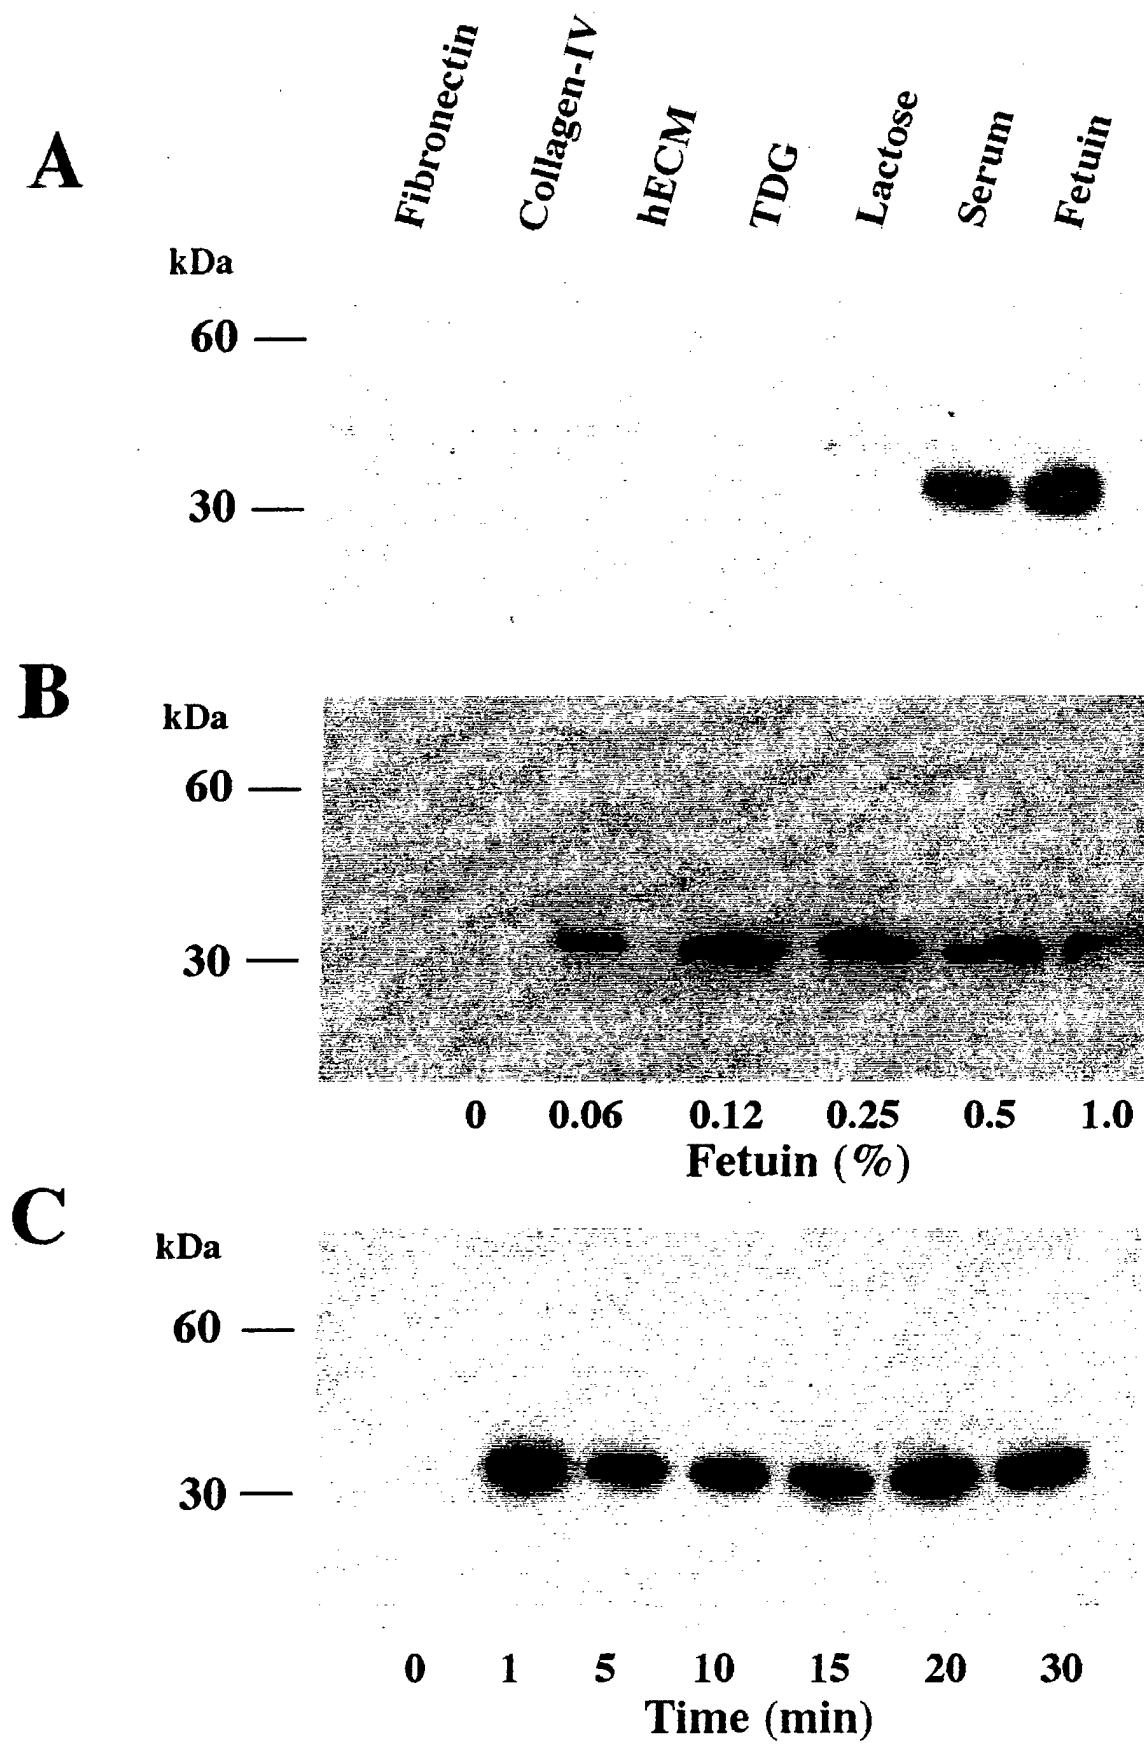 Fibronectin Collagen-IV hECM TDG Lactose Serum Fetuin
A
kDa
60
30
B
kDa
60
30
0 0.06 0.12 0.25 0.5 1.0
Fetuin (%)
C
kDa
60
30
0 1 5 10 15 20 30
Time (min)